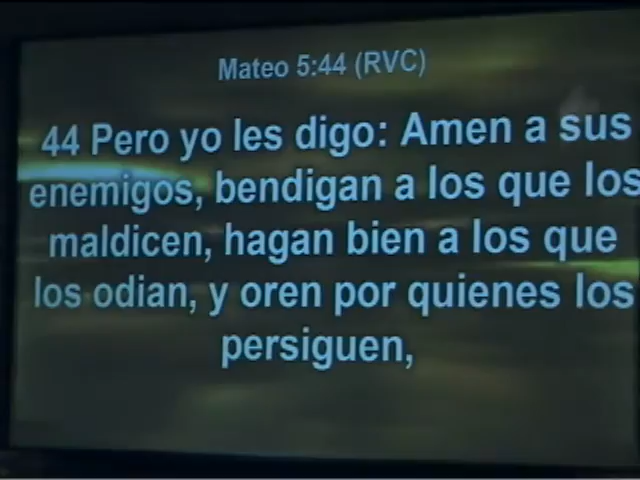 Mateo 5:44 (RVC)
44 Pero yo les digo: Amen a sus
enemigos, bendigan a los que los
maldicen, hagan bien a los que
los odian, y oren por quienes los
persiguen,